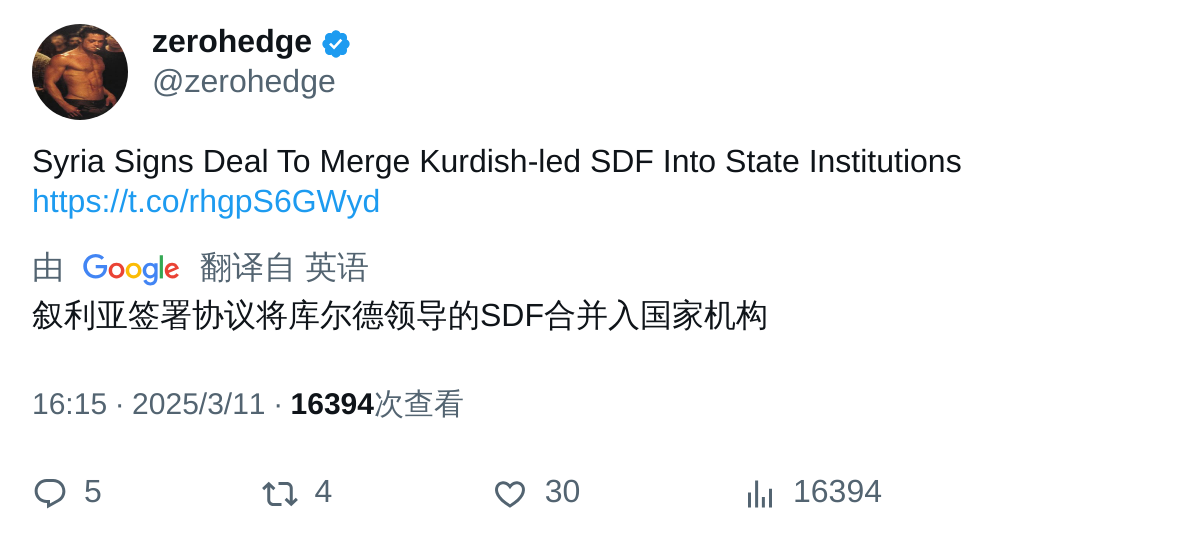 zerohedge
@zerohedge
Syria Signs Deal To Merge Kurdish-led SDF Into State Institutions
https://t.co/rhgpS6GWyd
由 Google 翻译自 英语
叙利亚签署协议将库尔德领导的SDF合并入国家机构
16:15 · 2025/3/11 · 16394次查看
5 4 30 16394